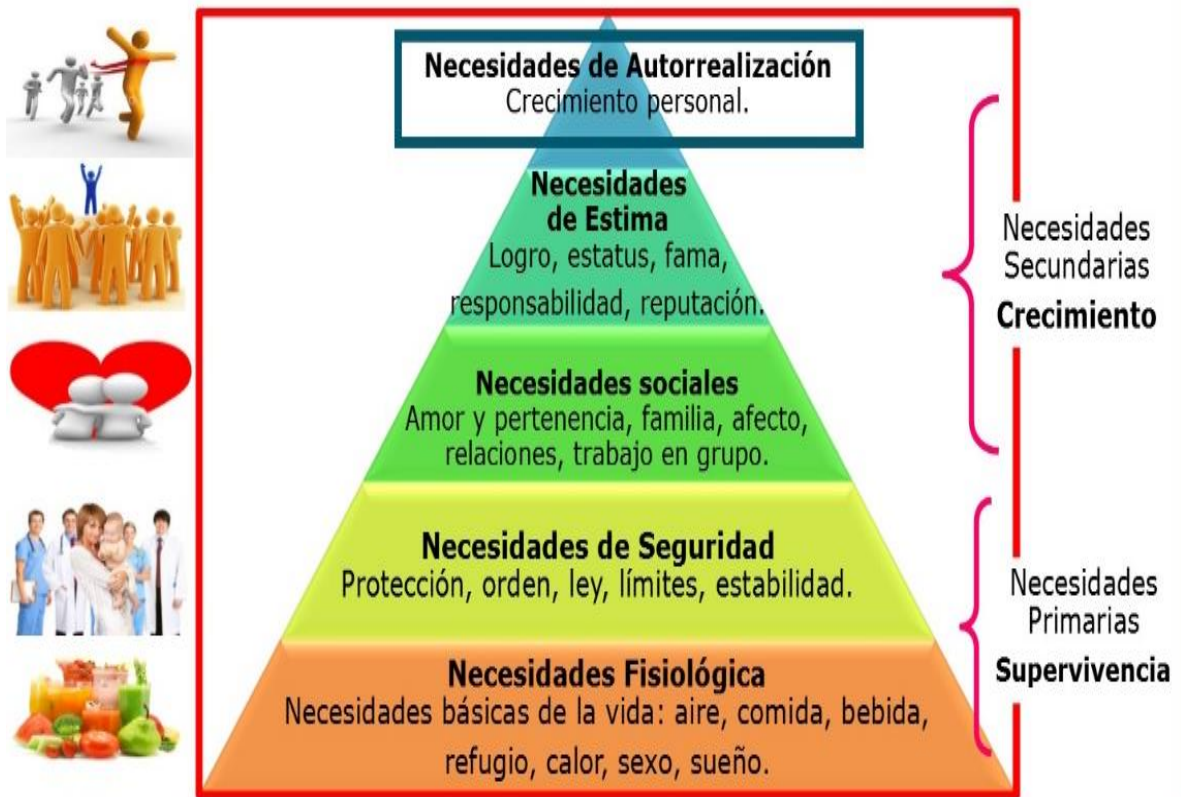 Necesidades de Autorrealización
Crecimiento personal.
Necesidades
de Estima
Logro, estatus, fama,
responsabilidad, reputación.
Necesidades sociales
Amor y pertenencia, familia, afecto,
relaciones, trabajo en grupo.
Necesidades de Seguridad
Protección, orden, ley, límites, estabilidad.
Necesidades Fisiológica
Necesidades básicas de la vida: aire, comida, bebida,
refugio, calor, sexo, sueño.
Necesidades
Secundarias
Crecimiento
Necesidades
Primarias
Supervivencia